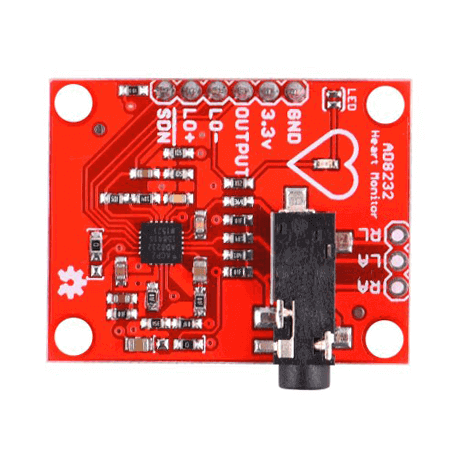 SDN
LO+
LO-
OUTPUT
3.3v
GND
LED
AD8232
Heart Monitor
RL
LA
RA